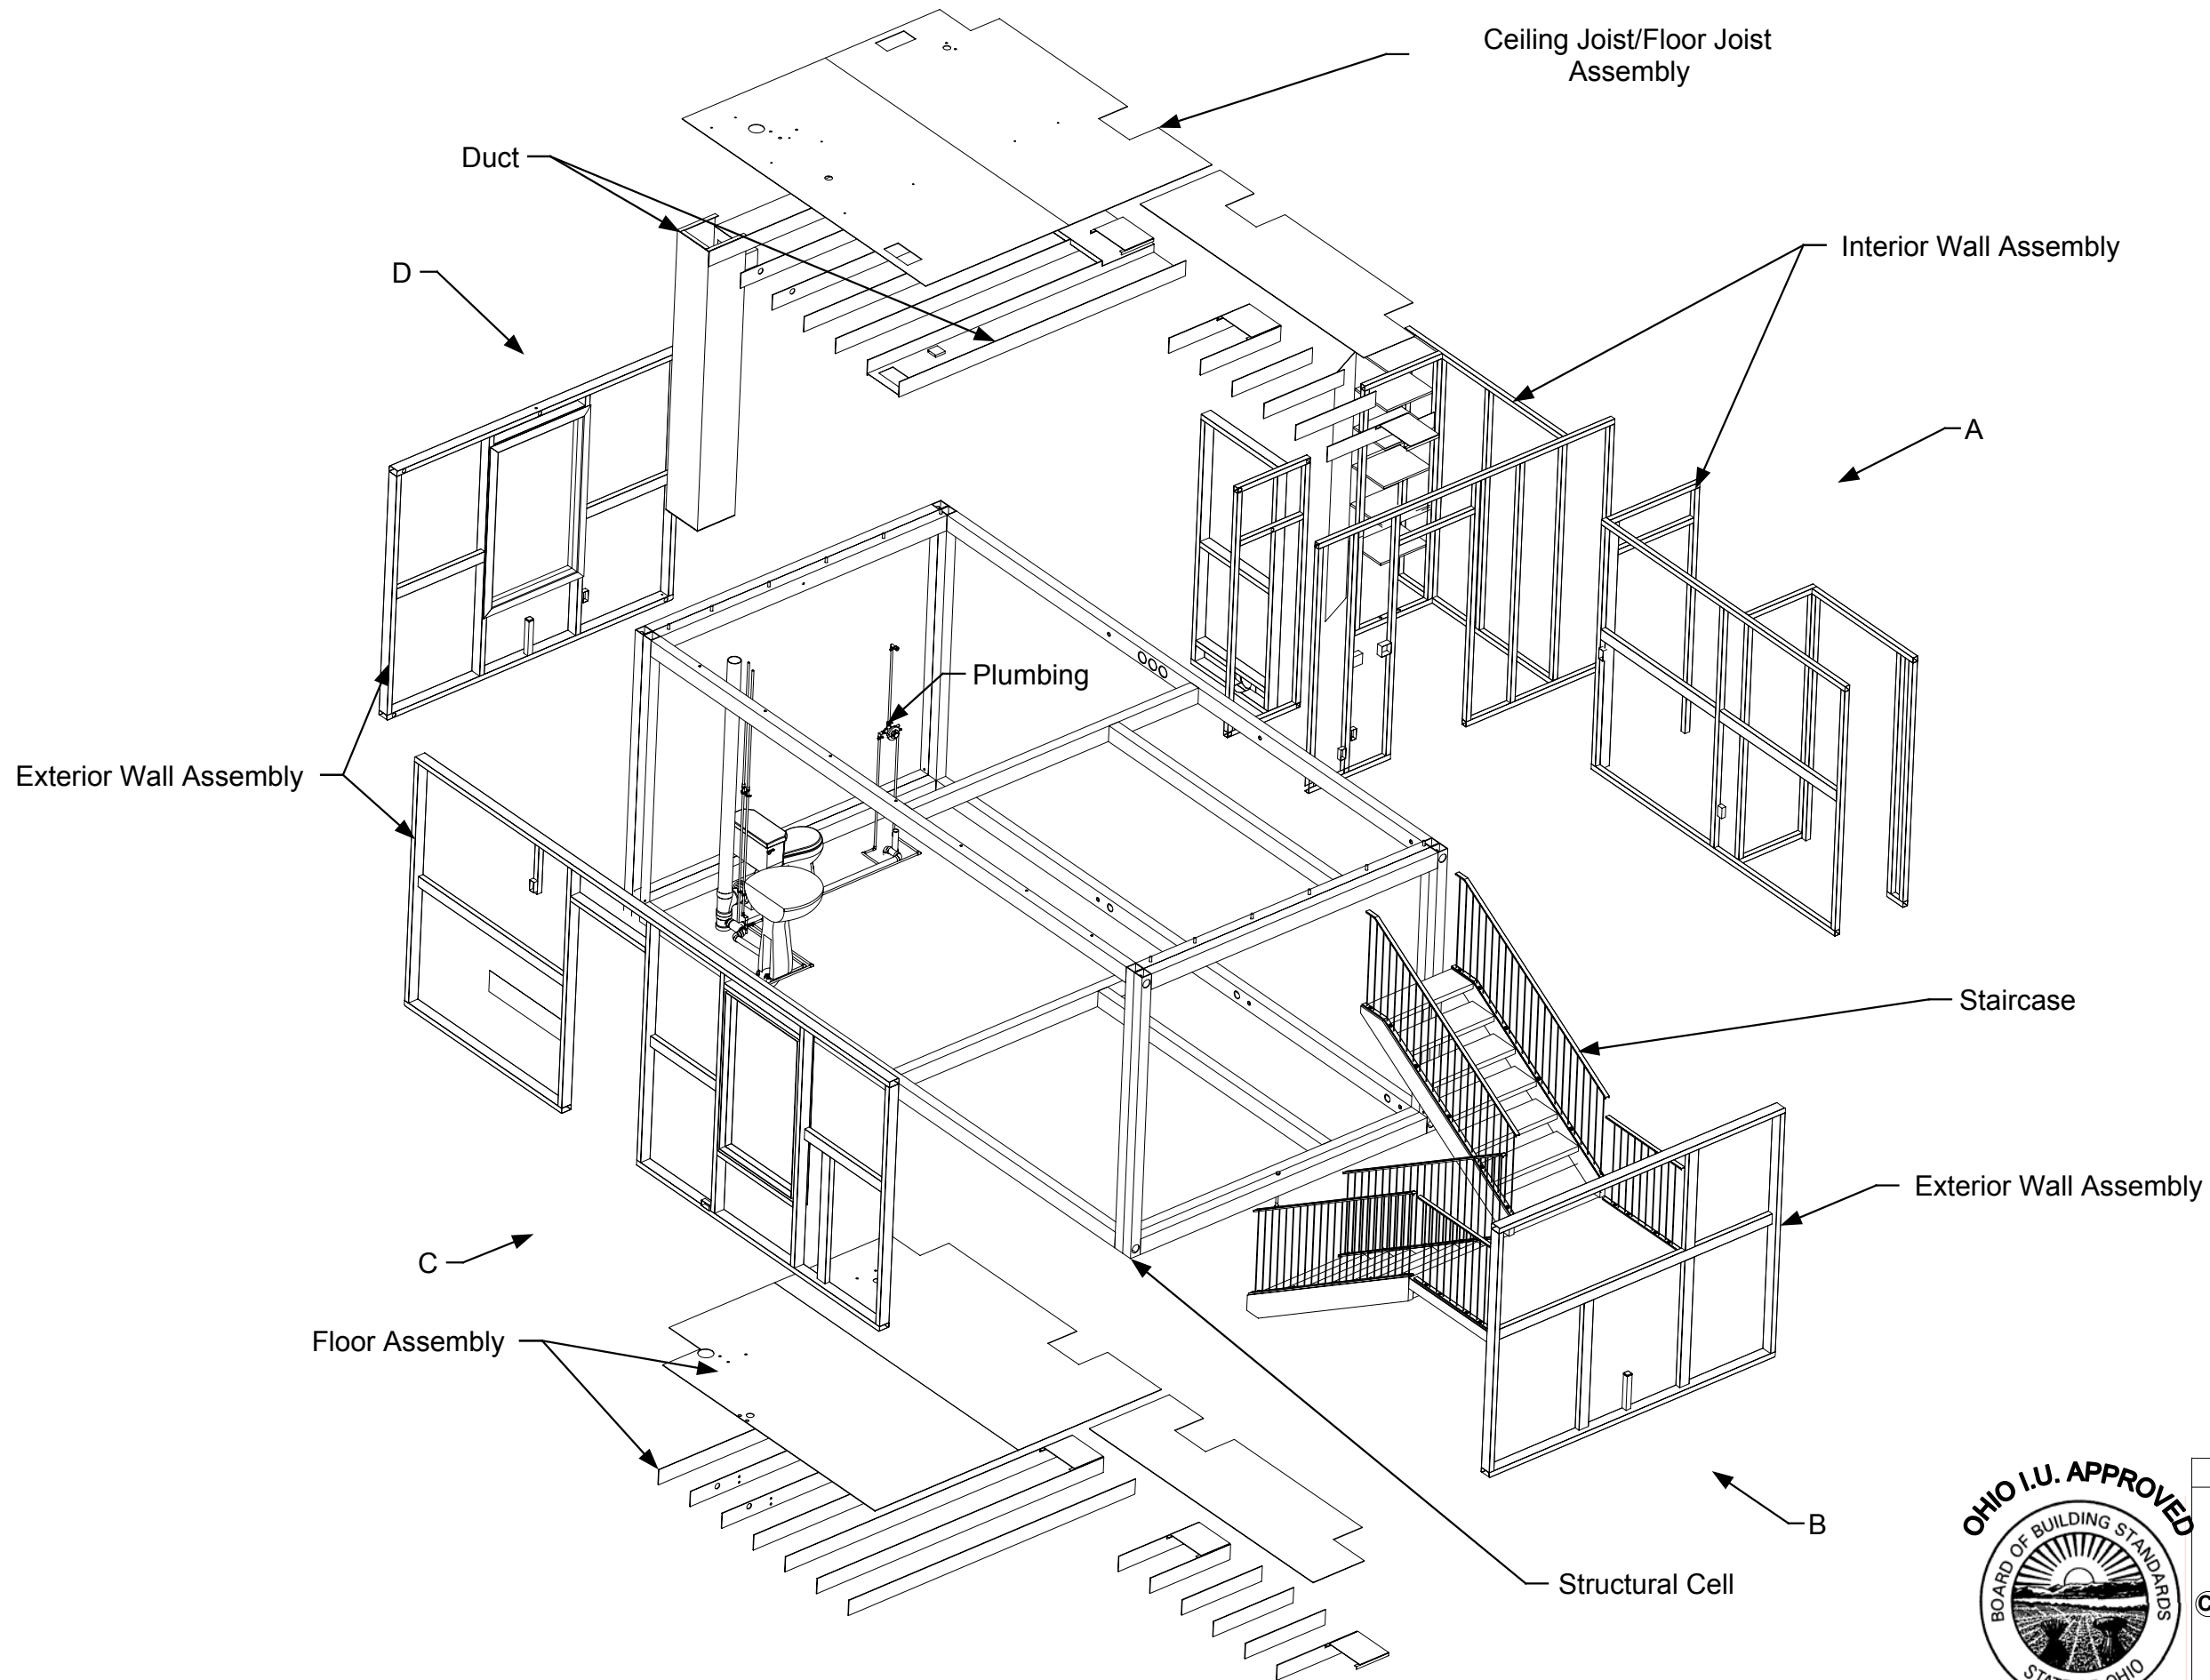 Ceiling Joist/Floor Joist
Assembly
Duct
Interior Wall Assembly
D
A
Plumbing
Exterior Wall Assembly
Staircase
Exterior Wall Assembly
C
Floor Assembly
B
Structural Cell
OHIO I.U. APPROVED
BOARD OF BUILDING STANDARDS
OHIO
C